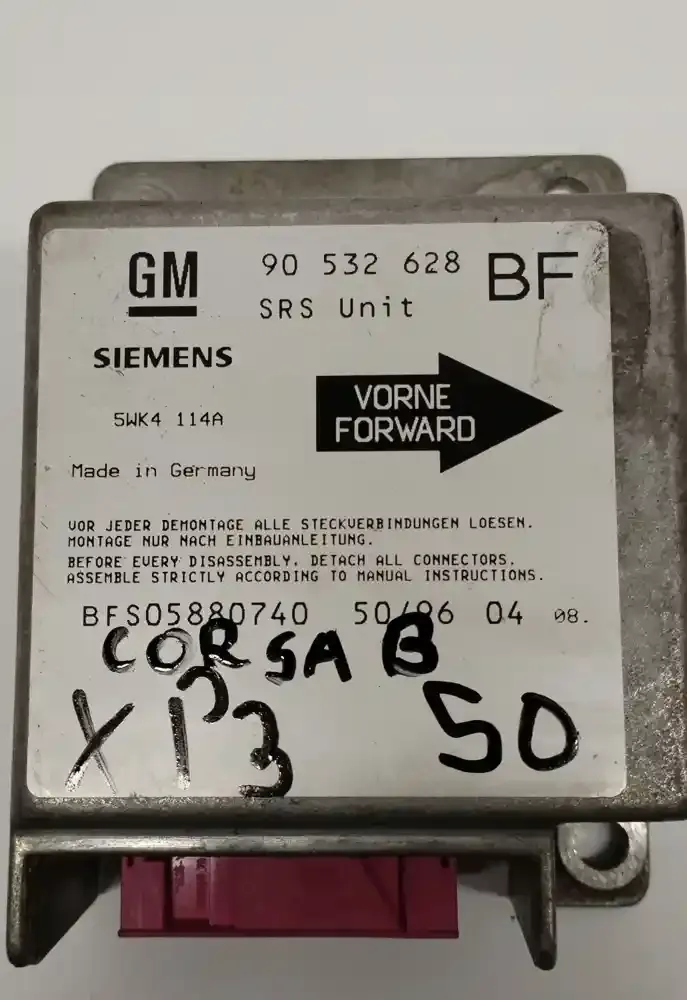 GM 90 532 628 BF
SRS Unit
SIEMENS
VORNE
FORWARD
5WK4 114A
Made in Germany
VOR JEDER DEMONTAGE ALLE STECKVERBINDUNGEN LOESEN.
MONTAGE NUR NACH EINBAUANLEITUNG.
BEFORE EVERY DISASSEMBLY, DETACH ALL CONNECTORS.
ASSEMBLE STRICTLY ACCORDING TO MANUAL INSTRUCTIONS.
BFS05880740 50/96 04 08.
CORSA B
50